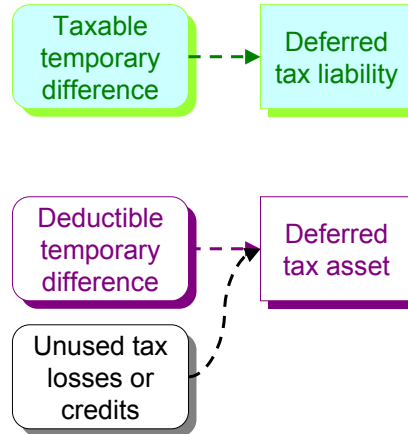 Taxable
temporary
difference
Deferred
tax liability
Deductible
temporary
difference
Deferred
tax asset
Unused tax
losses or
credits